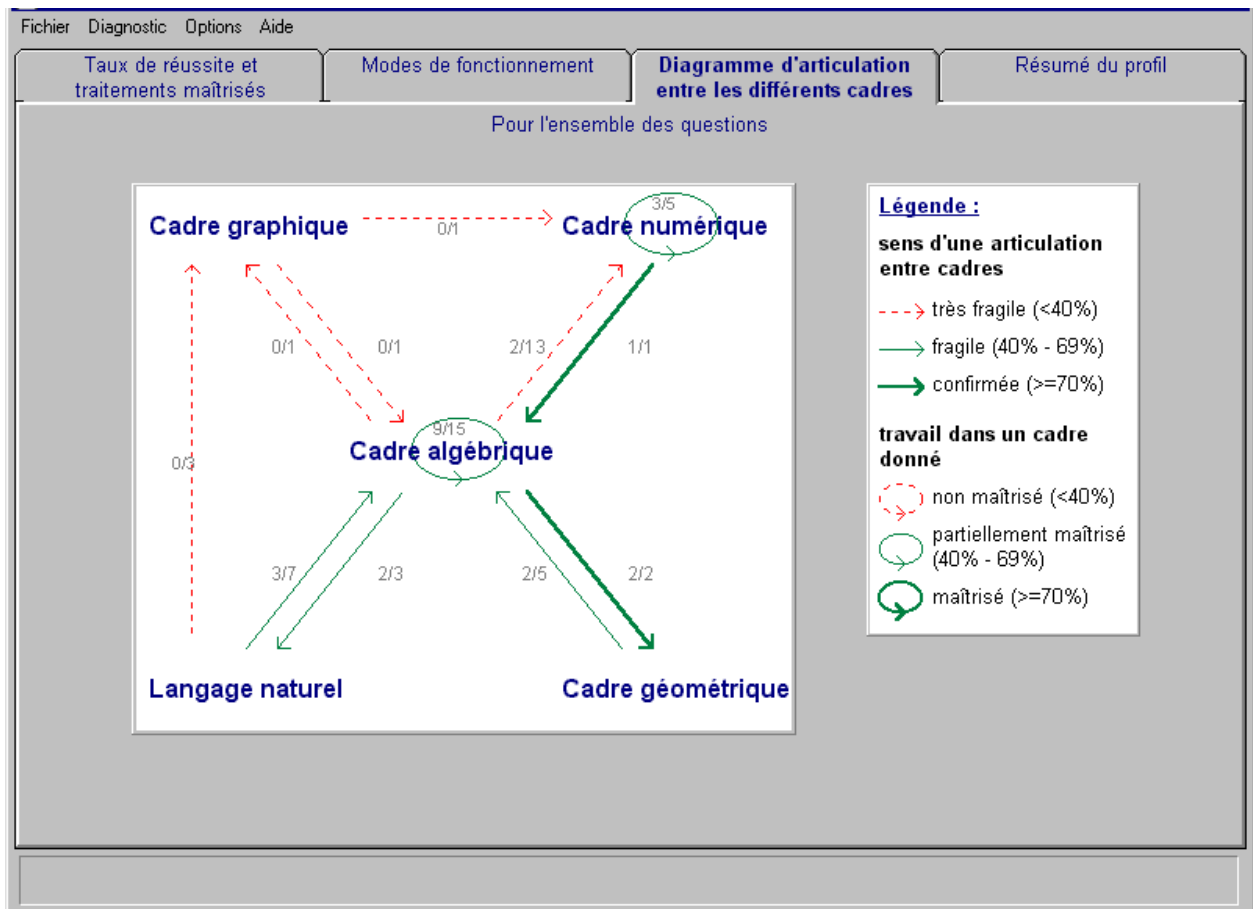 Fichier Diagnostic Options Aide
Taux de réussite et
traitements maîtrisés
Modes de fonctionnement
Diagramme d'articulation
entre les différents cadres
Résumé du profil
Pour l'ensemble des questions
3/5
Cadre graphique
0/1
Cadre numérique
0/1
0/1
2/13
1/1
9/15
Cadre algébrique
0/3
3/7
2/3
2/5
2/2
Langage naturel
Cadre géométrique
Légende :
sens d'une articulation
entre cadres
très fragile (<40%)
fragile (40% - 69%)
confirmée (>=70%)
travail dans un cadre
donné
non maîtrisé (<40%)
partiellement maîtrisé
(40% - 69%)
maîtrisé (>=70%)